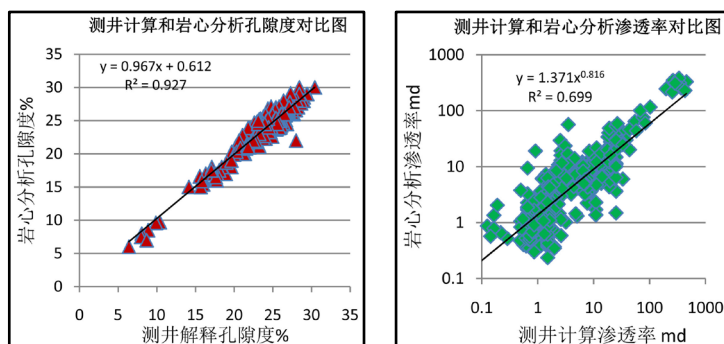 测井计算和岩心分析孔隙度对比图
y = 0.967x + 0.612
R² = 0.927
岩心分析孔隙度%
35
30
25
20
15
10
5
0
0 5 10 15 20 25 30 35
测井解释孔隙度%
测井计算和岩心分析渗透率对比图
y = 1.371x^0.816
R² = 0.699
岩心分析渗透率md
1000
100
10
1
0.1
0.1 1 10 100 1000
测井计算渗透率 md